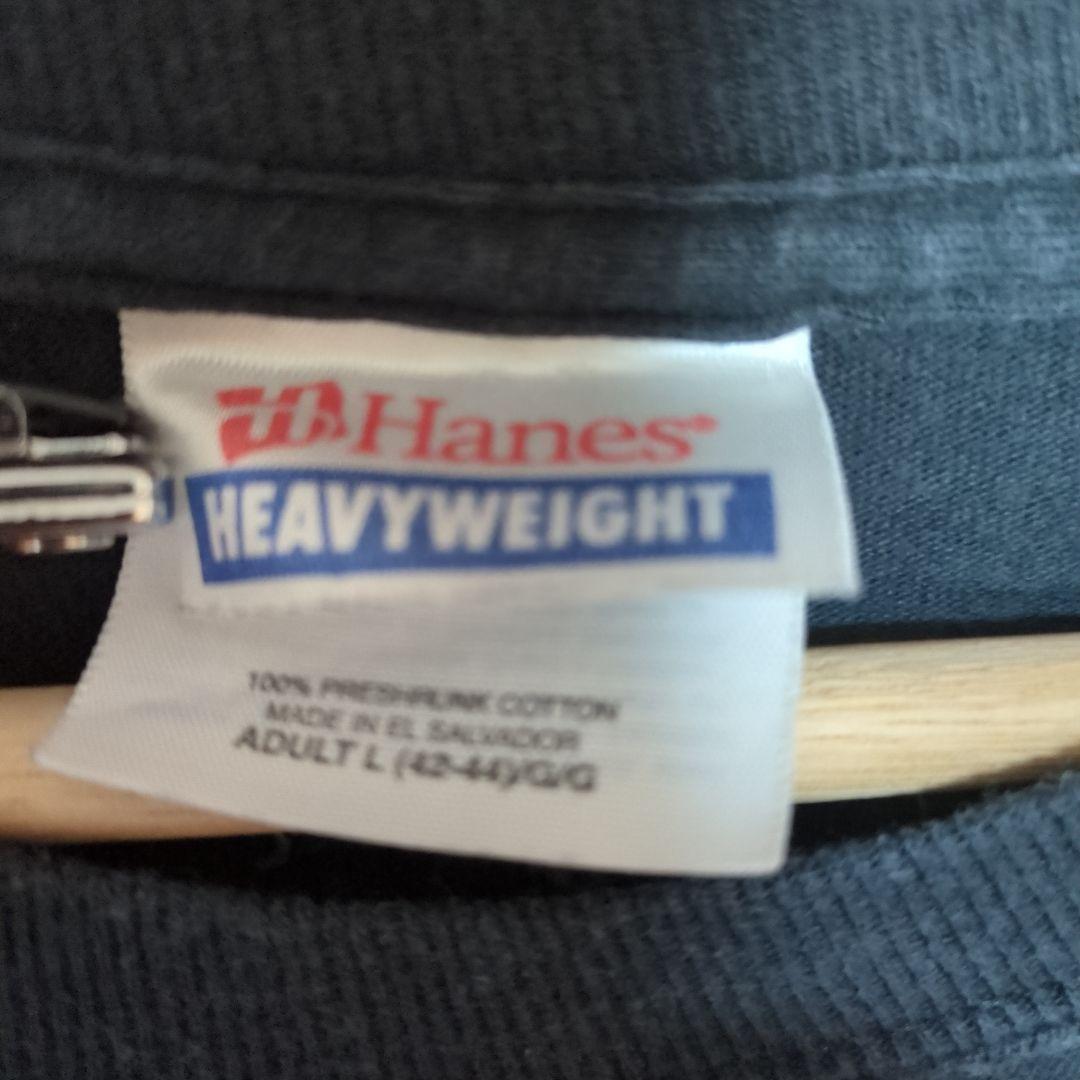 Hanes®
HEAVYWEIGHT
100% PRESHRUNK COTTON
MADE IN EL SALVADOR
ADULT L (42-44)/G/G